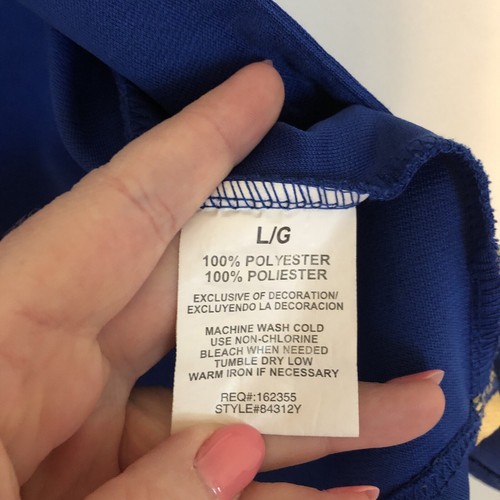 L/G
100% POLYESTER
100% POLIESTER
EXCLUSIVE OF DECORATION/
EXCLUYENDO LA DECORACION
MACHINE WASH COLD
USE NON-CHLORINE
BLEACH WHEN NEEDED
TUMBLE DRY LOW
WARM IRON IF NECESSARY
REQ#:162355
STYLE#84312Y